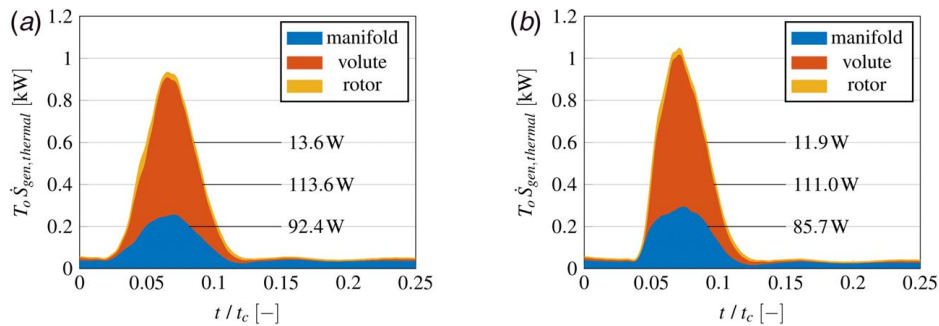 (a)
1.2
1
0.8
0.6
0.4
0.2
0
T_o Ṡ_gen,thermal [kW]
manifold
volute
rotor
13.6 W
113.6 W
92.4 W
0 0.05 0.1 0.15 0.2 0.25
t / t_c [−]
(b)
1.2
1
0.8
0.6
0.4
0.2
0
T_o Ṡ_gen,thermal [kW]
manifold
volute
rotor
11.9 W
111.0 W
85.7 W
0 0.05 0.1 0.15 0.2 0.25
t / t_c [−]